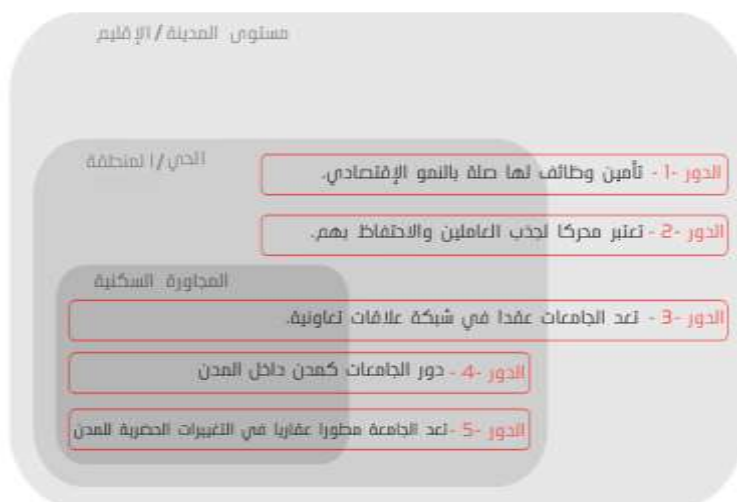 مستوى المدينة/الإقليم
الحي/المنطقة
الدور -1- تأمين وظائف لها صلة بالنمو الإقتصادي.
الدور -2- تعتبر محركا لجذب العاملين والاحتفاظ بهم.
المجاورة السكنية
الدور -3- تعد الجامعات عقدا في شبكة علاقات تعاونية.
الدور -4- دور الجامعات كمدن داخل المدن
الدور -5- تعد الجامعة مطورا عقاريا في التغييرات الحضرية للمدن